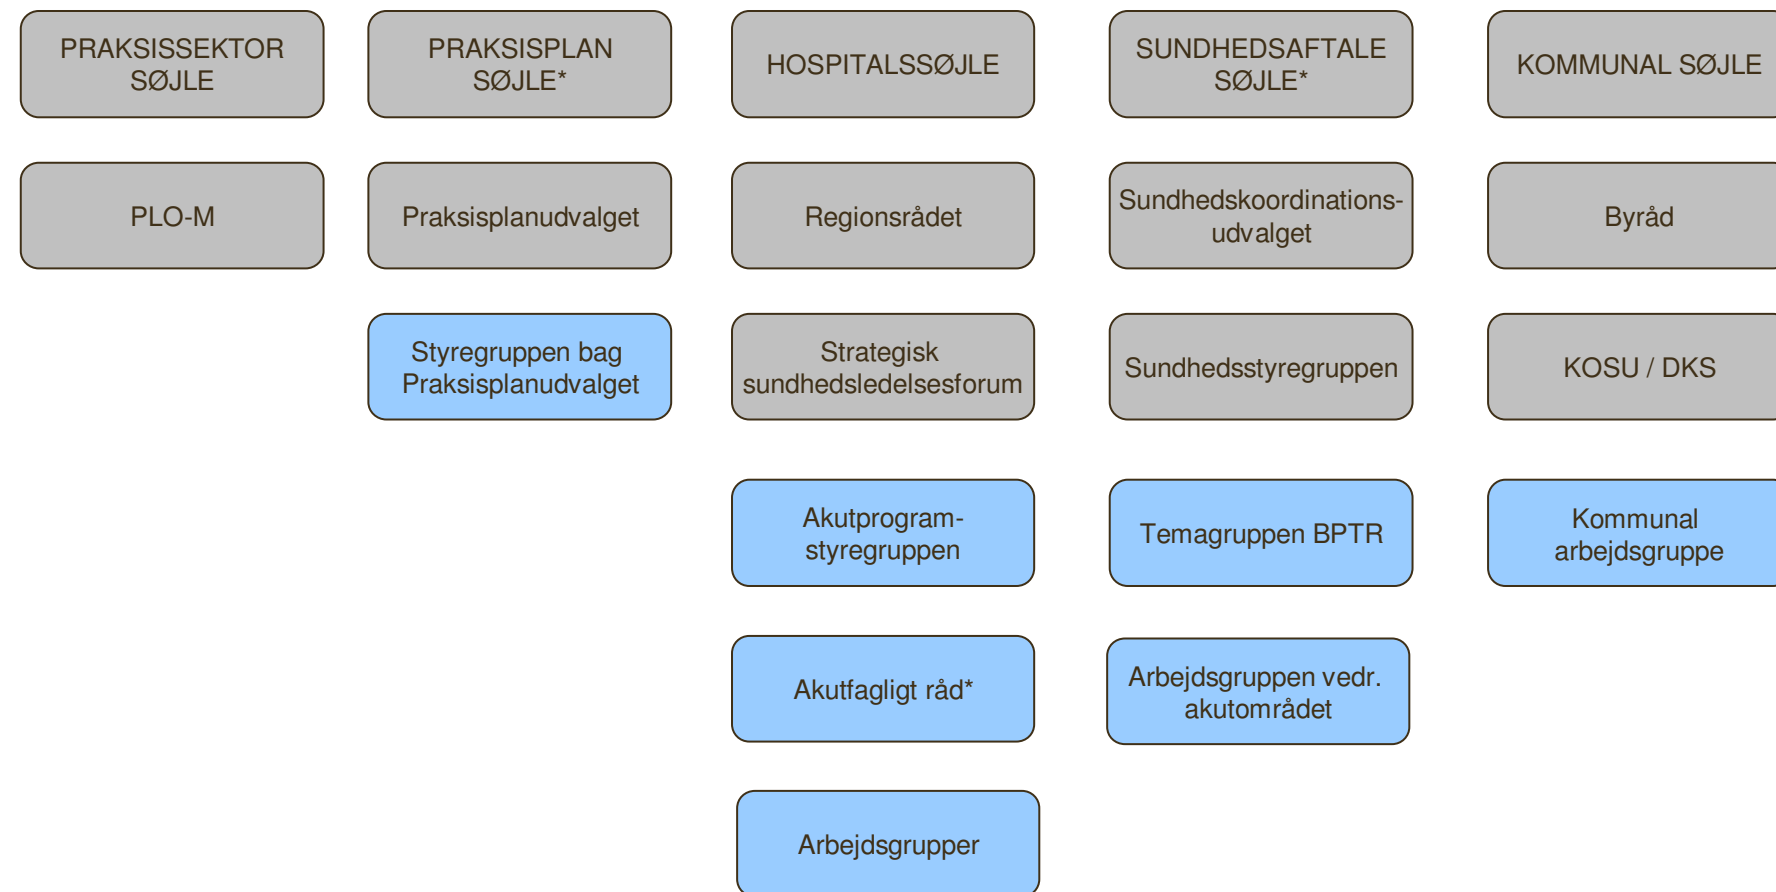 PRAKSISSEKTOR
SØJLE
PRAKSISPLAN
SØJLE*
HOSPITALSSØJLE
SUNDHEDSAFTALE
SØJLE*
KOMMUNAL SØJLE
PLO-M
Praksisplanudvalget
Regionsrådet
Sundhedskoordinations-
udvalget
Byråd
Styregruppen bag
Praksisplanudvalget
Strategisk
sundhedsledelsesforum
Sundhedsstyregruppen
KOSU / DKS
Akutprogram-
styregruppen
Temagruppen BPTR
Kommunal
arbejdsgruppe
Akutfagligt råd*
Arbejdsgruppen vedr.
akutområdet
Arbejdsgrupper